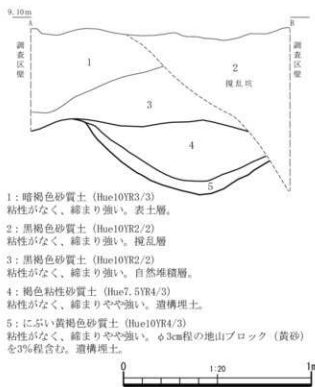 9.10m
A
B
調査区壁
調査区壁
1
2
攪乱坑
3
4
5
1：暗褐色砂質土（Hue10YR3/3）
粘性がなく、締まり強い。表土層。
2：黒褐色砂質土（Hue10YR2/2）
粘性がなく、締まり強い。攪乱層
3：黒褐色砂質土（Hue10YR2/2）
粘性がなく、締まり強い。自然堆積層。
4：褐色粘性砂質土（Hue7.5YR4/3）
粘性がなく、締まりやや強い。遺構埋土。
5：にぶい黄褐色砂質土（Hue10YR4/3）
粘性がなく、締まりやや強い。φ3cm程の地山ブロック（黄砂）
を3%程含む。遺構埋土。
0
1:20
1m